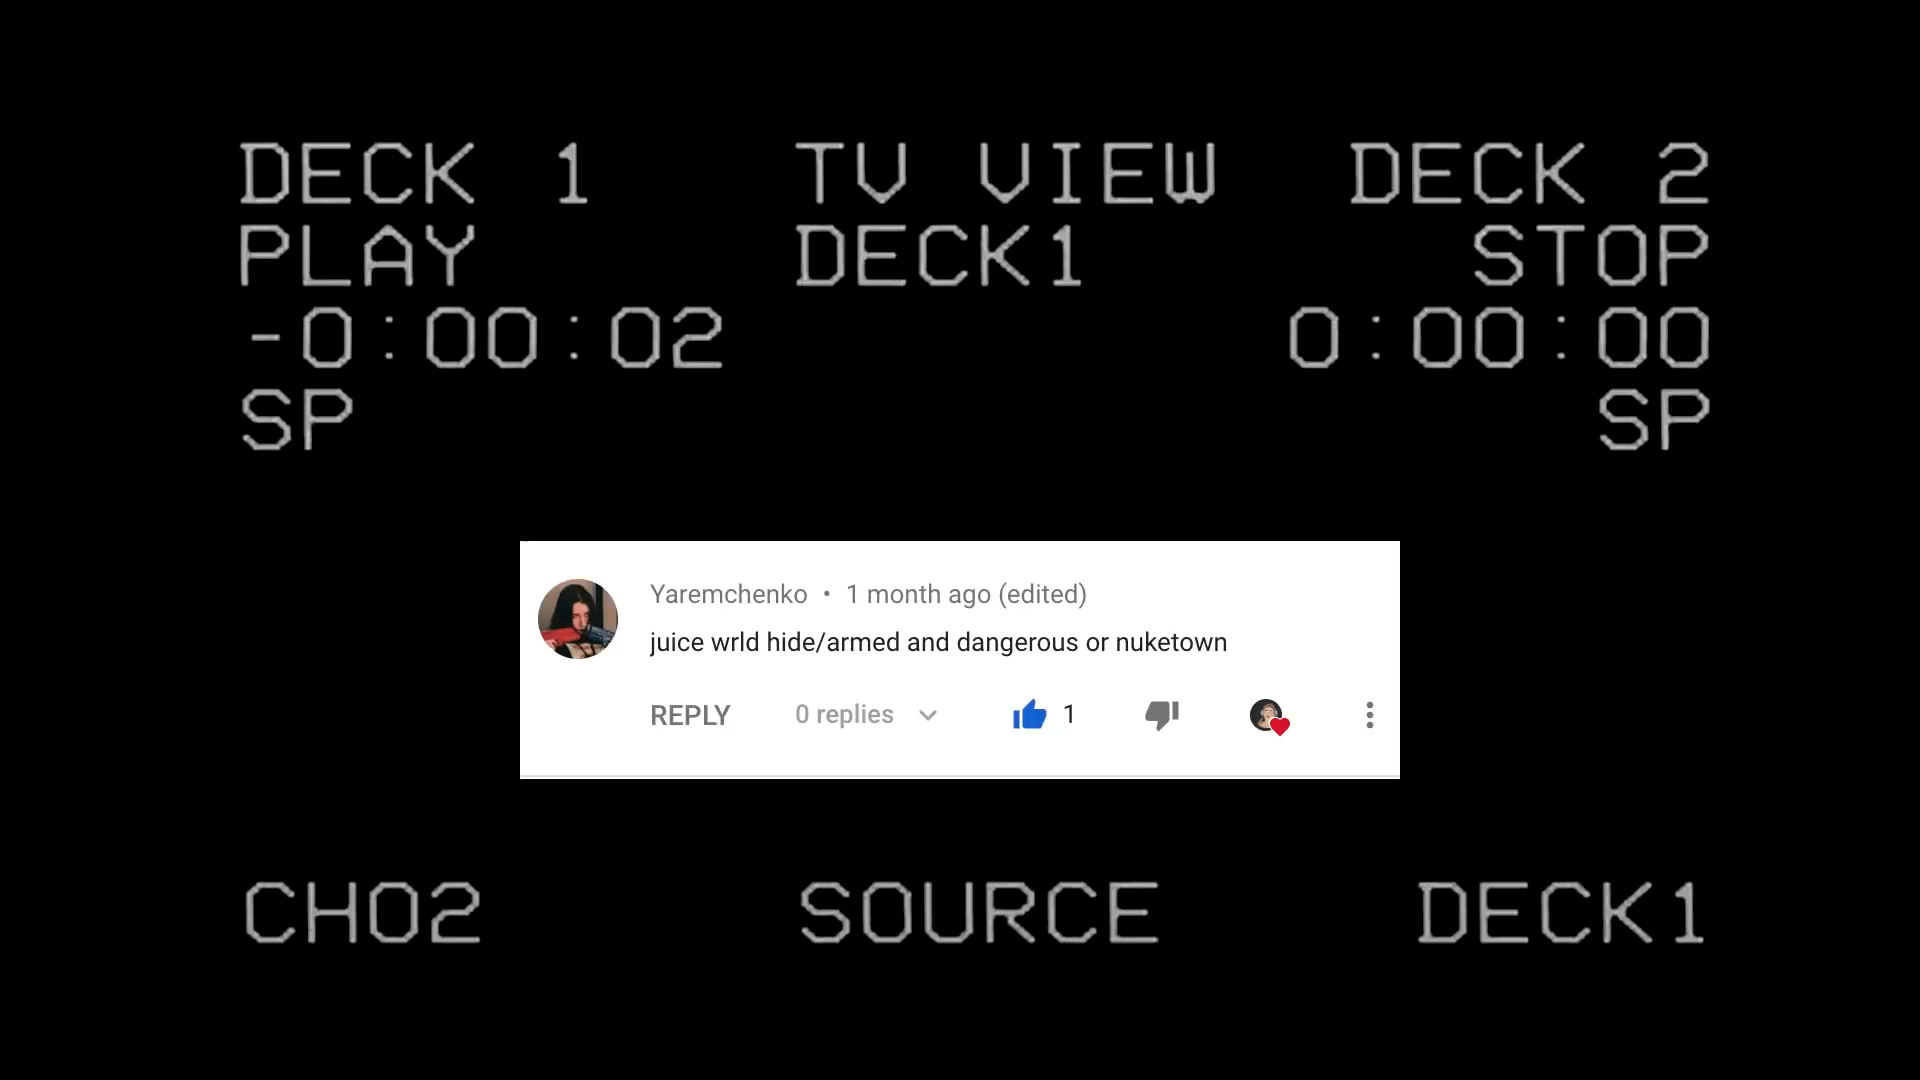 DECK 1 TV VIEW DECK 2
PLAY DECK1 STOP
-0:00:02 0:00:00
SP SP
Yaremchenko • 1 month ago (edited)
juice wrld hide/armed and dangerous or nuketown
REPLY 0 replies 1
CH02 SOURCE DECK1